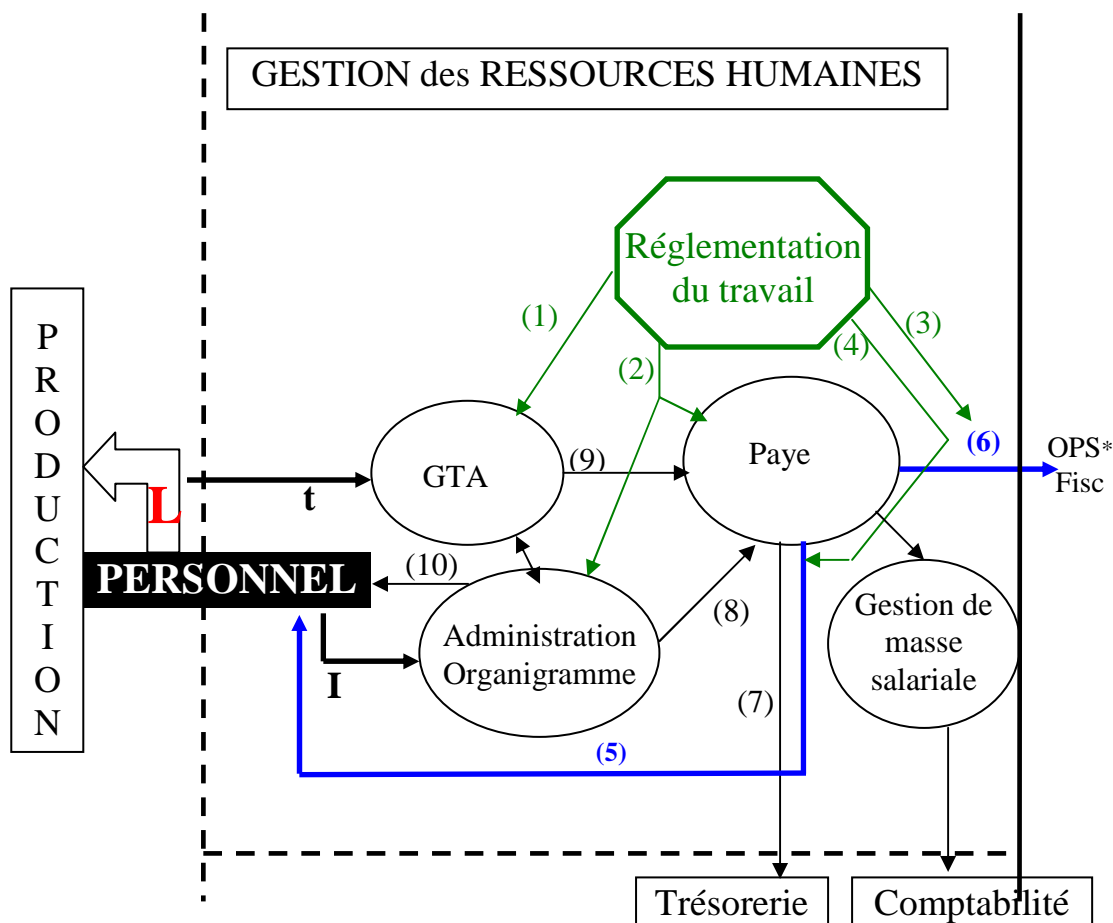 GESTION des RESSOURCES HUMAINES
Réglementation
du travail
(1)
(2)
(3)
(4)
P
R
O
D
U
C
T
I
O
N
L
t
GTA
(9)
Paye
(6)
OPS*
Fisc
PERSONNEL
(10)
I
Administration
Organigramme
(8)
Gestion de
masse
salariale
(7)
(5)
Trésorerie
Comptabilité